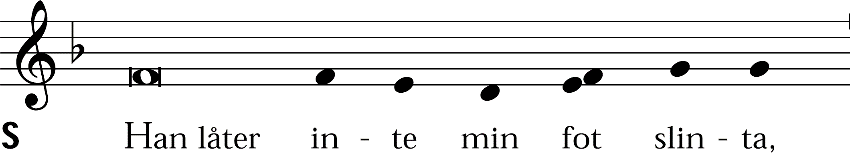 S Han låter in - te min fot slin - ta,